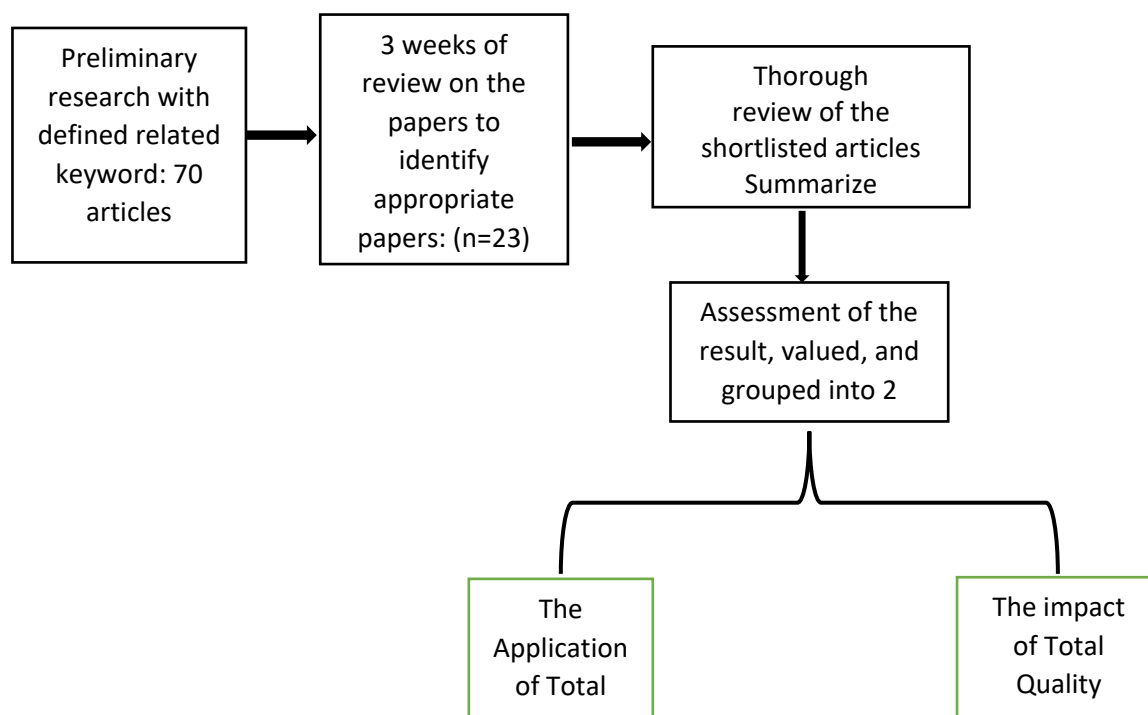 Preliminary
research with
defined related
keyword: 70
articles
3 weeks of
review on the
papers to
identify
appropriate
papers: (n=23)
Thorough
review of the
shortlisted articles
Summarize
Assessment of the
result, valued, and
grouped into 2
The
Application
of Total
The impact
of Total
Quality